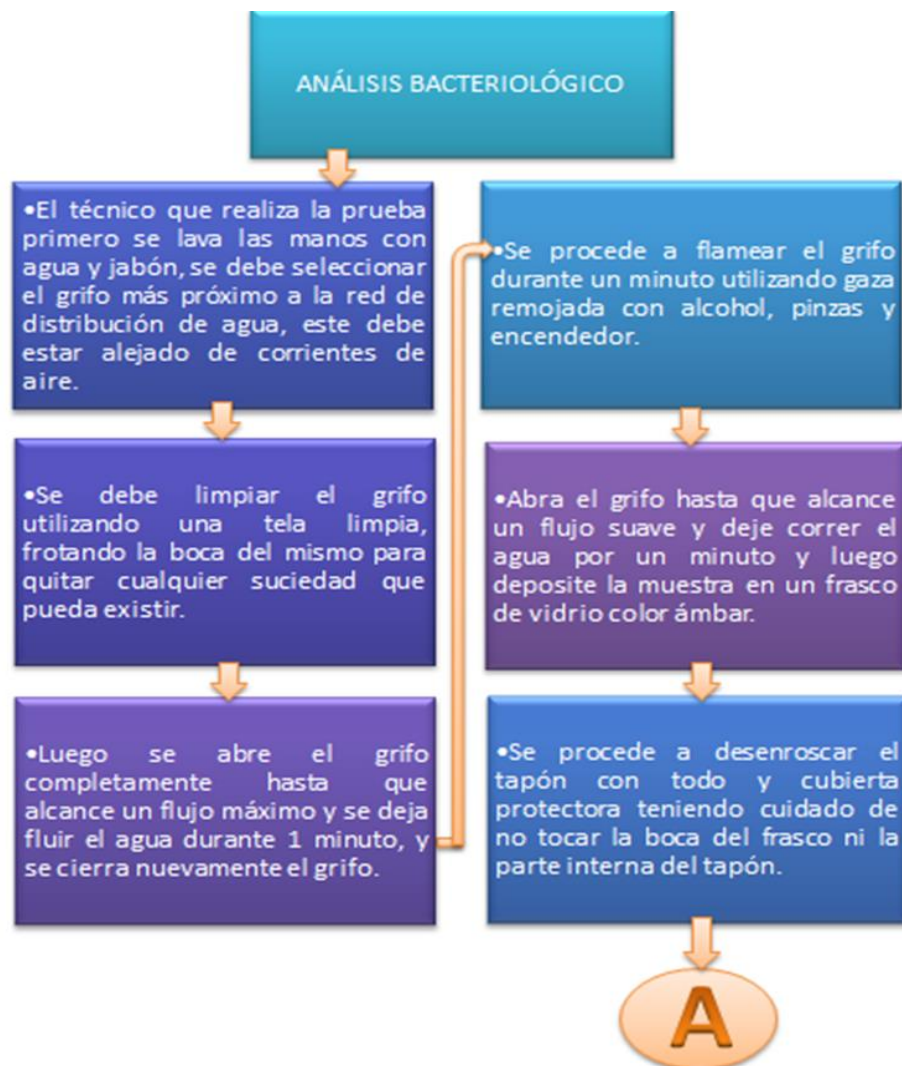 ANÁLISIS BACTERIOLÓGICO
•El técnico que realiza la prueba
primero se lava las manos con
agua y jabón, se debe seleccionar
el grifo más próximo a la red de
distribución de agua, este debe
estar alejado de corrientes de
aire.
•Se debe limpiar el grifo
utilizando una tela limpia,
frotando la boca del mismo para
quitar cualquier suciedad que
pueda existir.
•Luego se abre el grifo
completamente hasta que
alcance un flujo máximo y se deja
fluir el agua durante 1 minuto, y
se cierra nuevamente el grifo.
•Se procede a flamear el grifo
durante un minuto utilizando gaza
remojada con alcohol, pinzas y
encendedor.
•Abra el grifo hasta que alcance
un flujo suave y deje correr el
agua por un minuto y luego
deposite la muestra en un frasco
de vidrio color ámbar.
•Se procede a desenroscar el
tapón con todo y cubierta
protectora teniendo cuidado de
no tocar la boca del frasco ni la
parte interna del tapón.
A